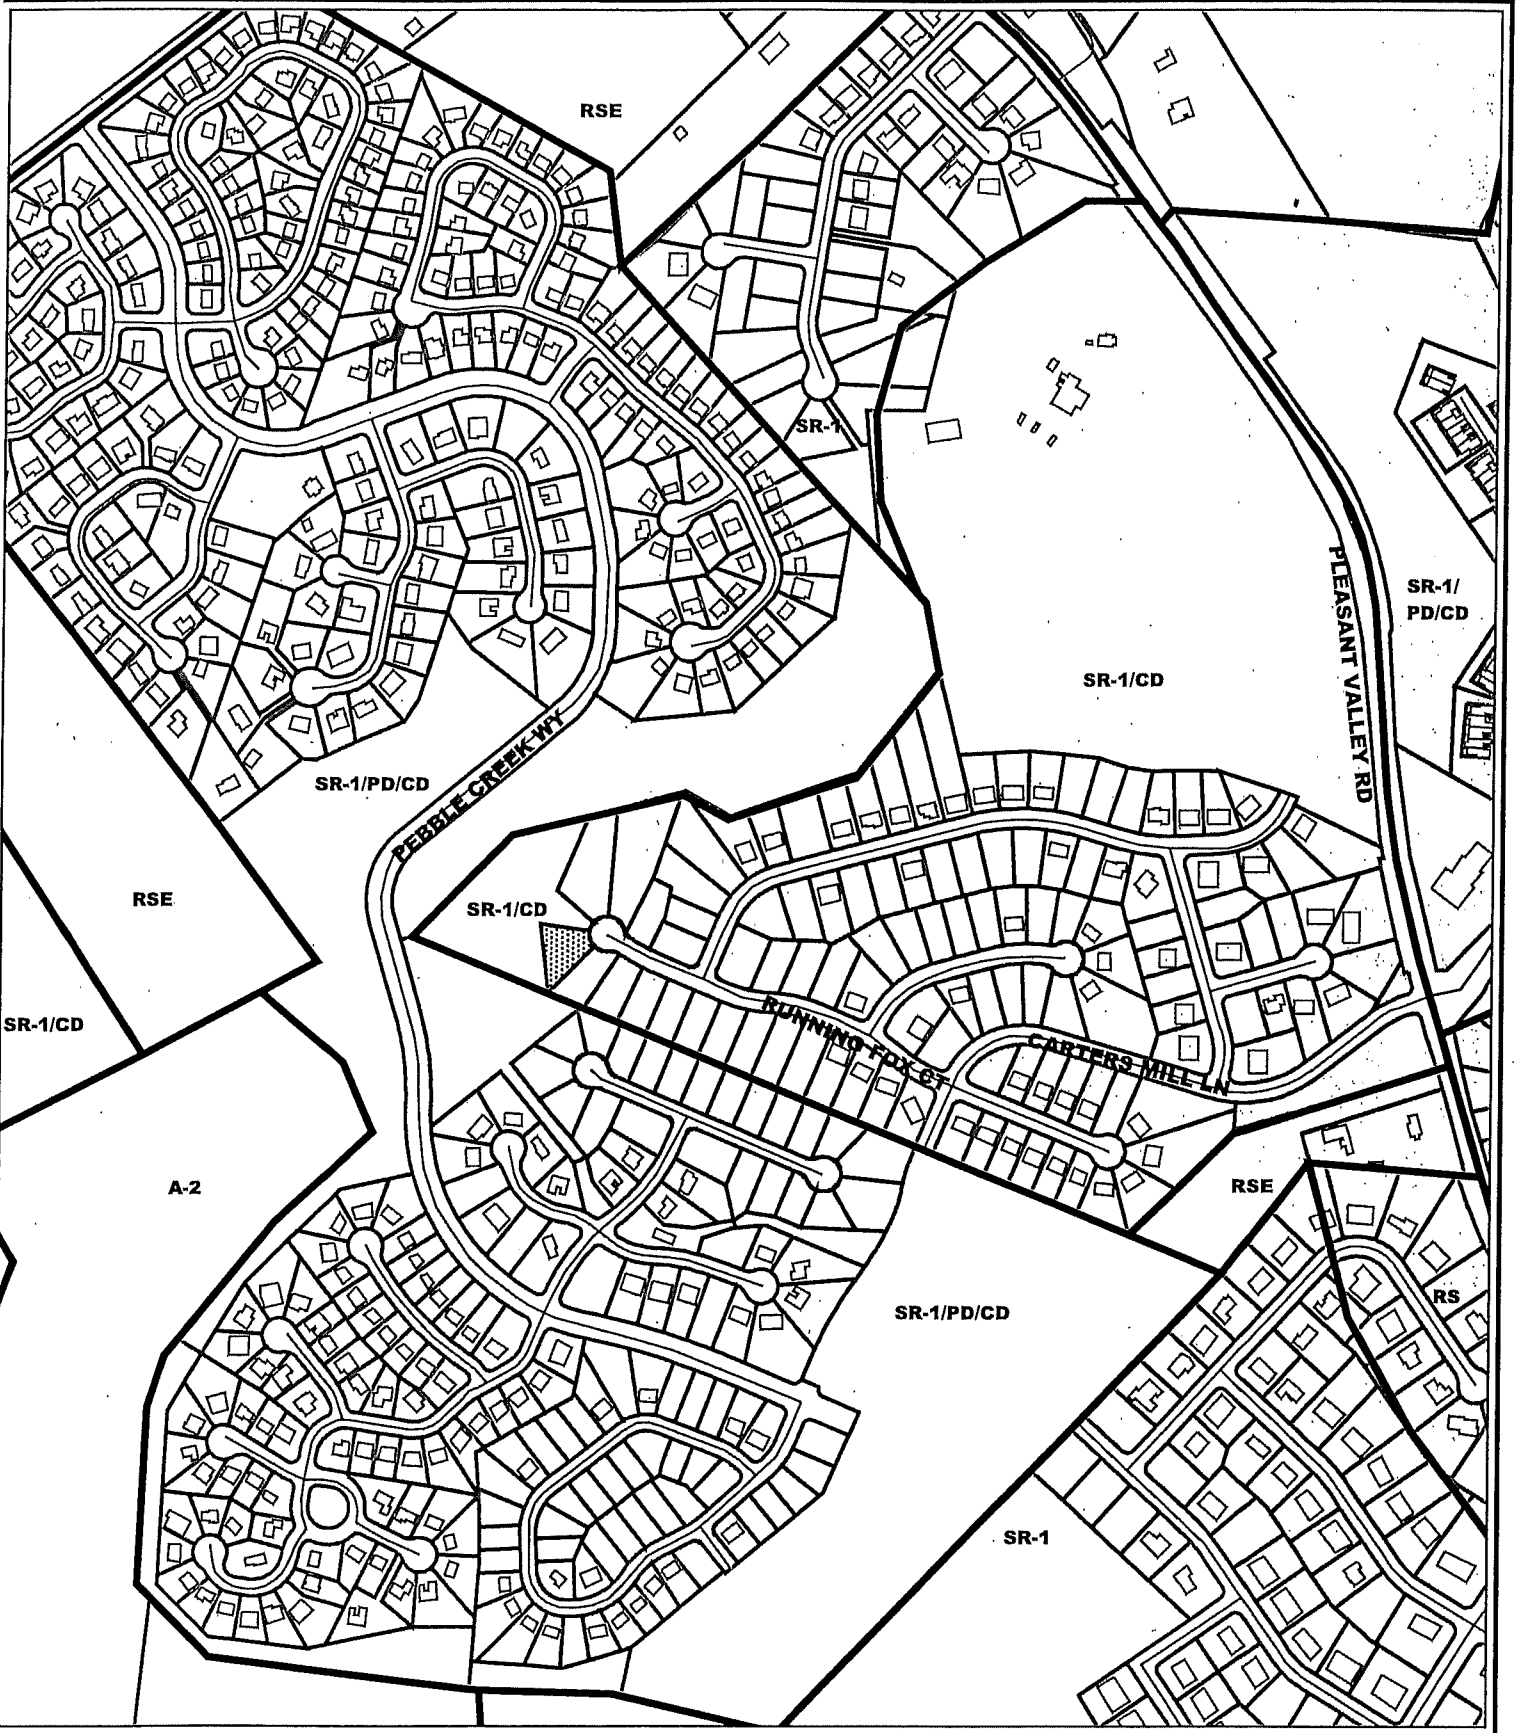 RSE
SR-1
SR-1/
PD/CD
PLEASANT VALLEY RD
SR-1/CD
SR-1/PD/CD
PEBBLE CREEK WY
RSE
SR-1/CD
SR-1/CD
RUNNING FOX CT
CARTERS MILL LN
A-2
RSE
RS
SR-1/PD/CD
SR-1